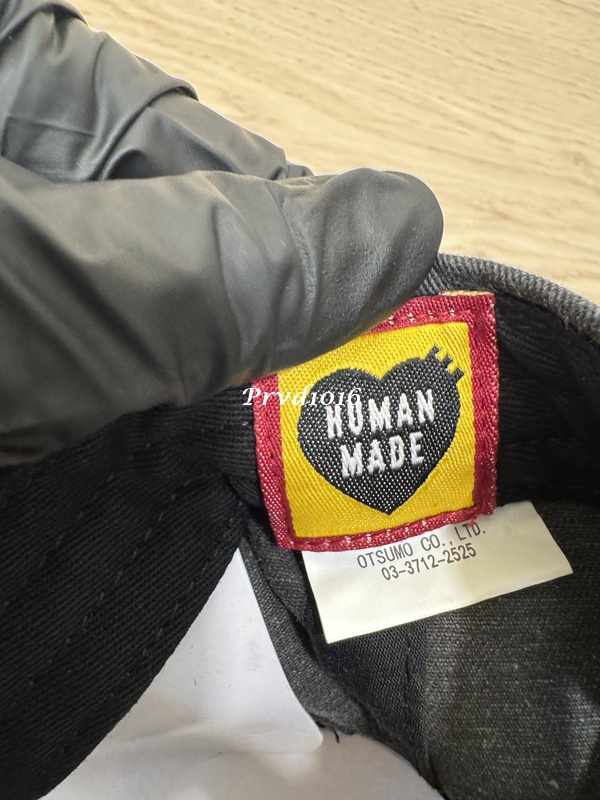 Prvd1016
HUMAN
MADE
OTSUMO CO.,LTD.
03-3712-2525